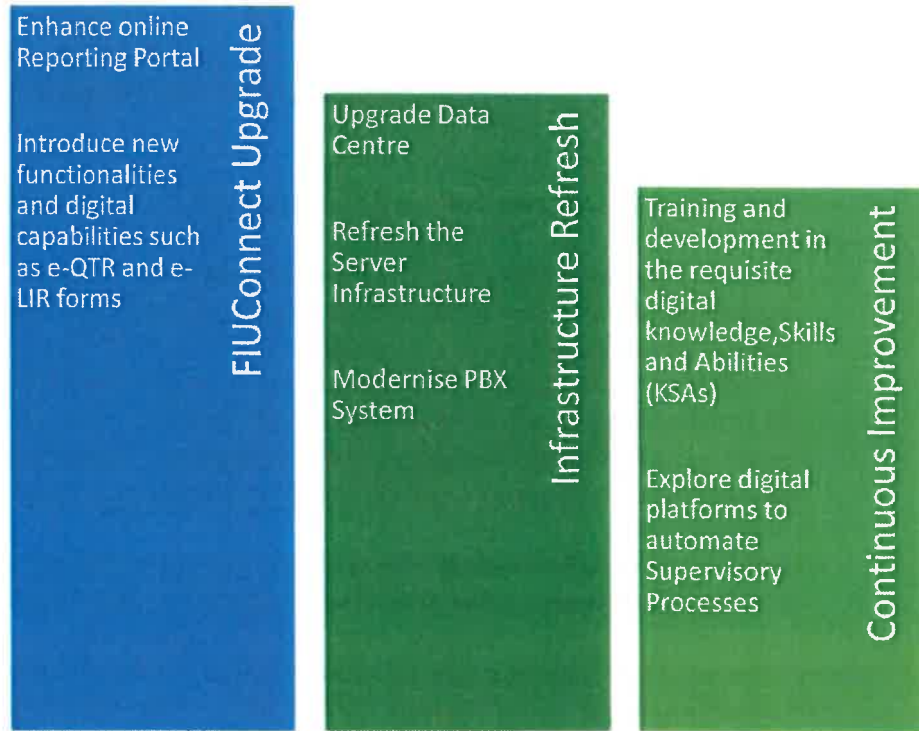 Enhance online
Reporting Portal
Introduce new
functionalities
and digital
capabilities such
as e-QTR and e-
LIR forms
FIUConnect Upgrade
Upgrade Data
Centre
Refresh the
Server
Infrastructure
Modernise PBX
System
Infrastructure Refresh
Training and
development in
the requisite
digital
knowledge,Skills
and Abilities
(KSAs)
Explore digital
platforms to
automate
Supervisory
Processes
Continuous Improvement